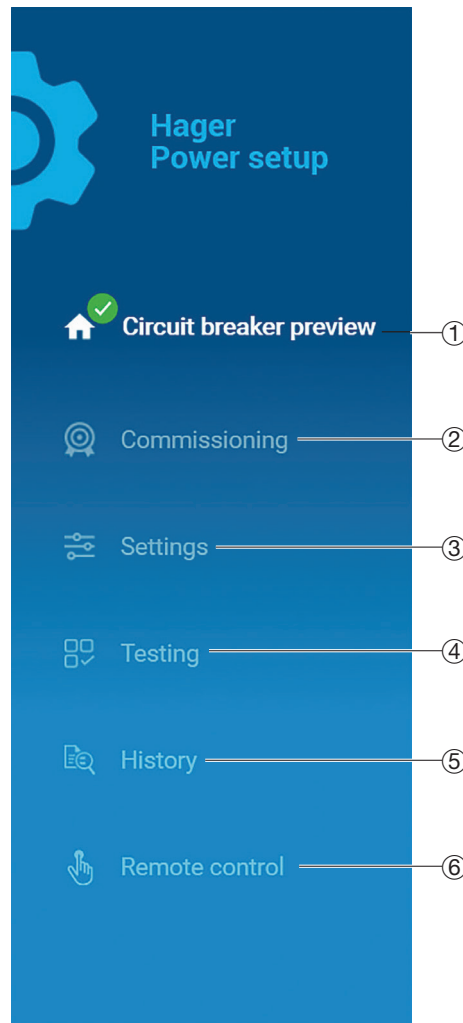 Hager
Power setup
Circuit breaker preview ①
Commissioning ②
Settings ③
Testing ④
History ⑤
Remote control ⑥